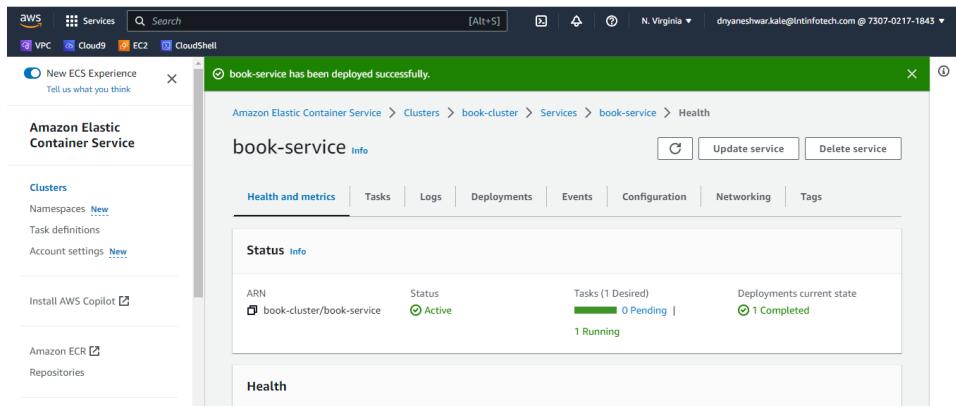 aws Services Search [Alt+S] N. Virginia ▼ dnyaneshwar.kale@lntinfotech.com @ 7307-0217-1843 ▼
VPC Cloud9 EC2 CloudShell
New ECS Experience
Tell us what you think
book-service has been deployed successfully.
Amazon Elastic
Container Service
Clusters
Namespaces New
Task definitions
Account settings New
Install AWS Copilot
Amazon ECR
Repositories
Amazon Elastic Container Service > Clusters > book-cluster > Services > book-service > Health
book-service Info Update service Delete service
Health and metrics Tasks Logs Deployments Events Configuration Networking Tags
Status Info
ARN Status Tasks (1 Desired) Deployments current state
book-cluster/book-service Active 0 Pending | 1 Completed
1 Running
Health